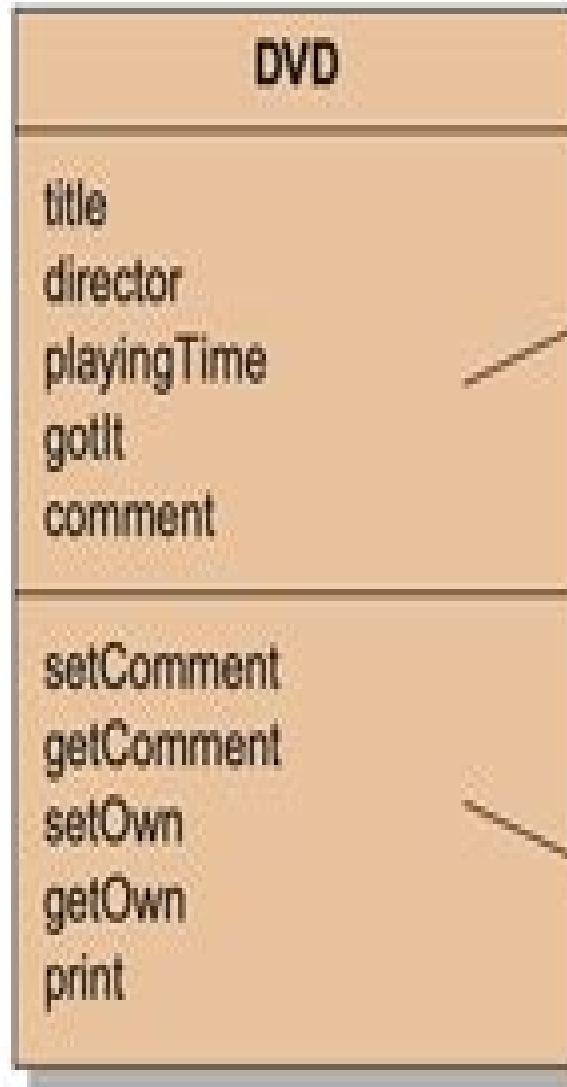 DVD
title
director
playingTime
gotIt
comment
setComment
getComment
setOwn
getOwn
print